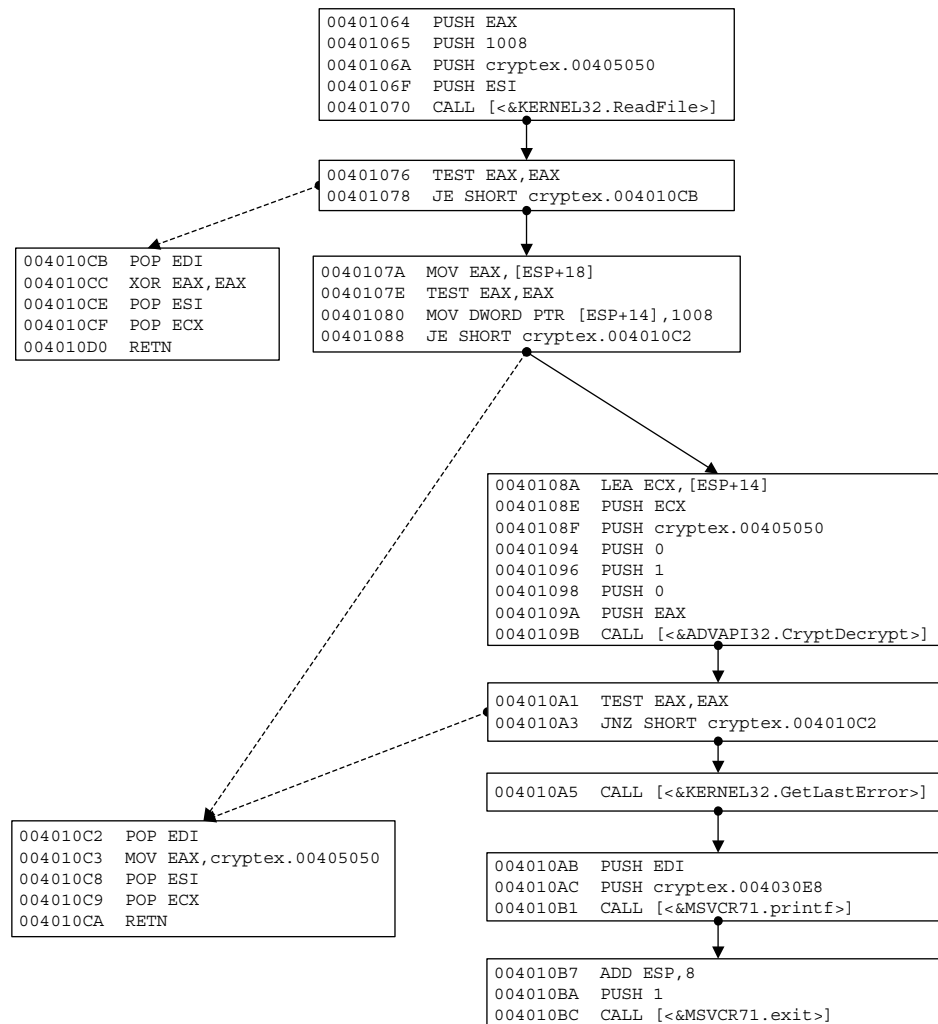 00401064 PUSH EAX
00401065 PUSH 1008
0040106A PUSH cryptex.00405050
0040106F PUSH ESI
00401070 CALL [<&KERNEL32.ReadFile>]
00401076 TEST EAX,EAX
00401078 JE SHORT cryptex.004010CB
004010CB POP EDI
004010CC XOR EAX,EAX
004010CE POP ESI
004010CF POP ECX
004010D0 RETN
0040107A MOV EAX,[ESP+18]
0040107E TEST EAX,EAX
00401080 MOV DWORD PTR [ESP+14],1008
00401088 JE SHORT cryptex.004010C2
0040108A LEA ECX,[ESP+14]
0040108E PUSH ECX
0040108F PUSH cryptex.00405050
00401094 PUSH 0
00401096 PUSH 1
00401098 PUSH 0
0040109A PUSH EAX
0040109B CALL [<&ADVAPI32.CryptDecrypt>]
004010A1 TEST EAX,EAX
004010A3 JNZ SHORT cryptex.004010C2
004010A5 CALL [<&KERNEL32.GetLastError>]
004010C2 POP EDI
004010C3 MOV EAX,cryptex.00405050
004010C8 POP ESI
004010C9 POP ECX
004010CA RETN
004010AB PUSH EDI
004010AC PUSH cryptex.004030E8
004010B1 CALL [<&MSVCR71.printf>]
004010B7 ADD ESP,8
004010BA PUSH 1
004010BC CALL [<&MSVCR71.exit>]